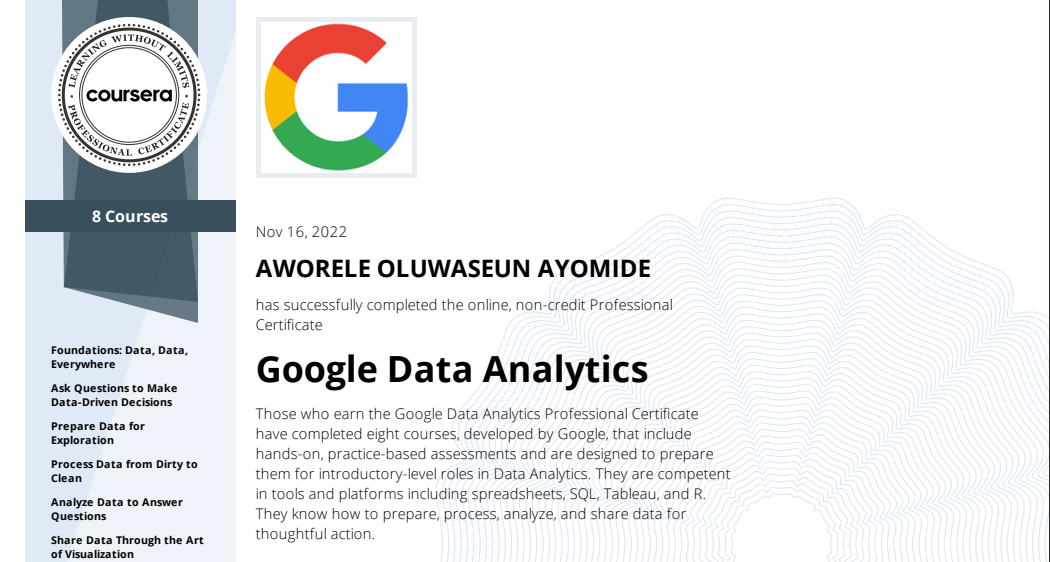 LEARNING WITHOUT LIMITS
coursera
PROFESSIONAL CERTIFICATE
8 Courses
Foundations: Data, Data,
Everywhere
Ask Questions to Make
Data-Driven Decisions
Prepare Data for
Exploration
Process Data from Dirty to
Clean
Analyze Data to Answer
Questions
Share Data Through the Art
of Visualization
G
Nov 16, 2022
AWORELE OLUWASEUN AYOMIDE
has successfully completed the online, non-credit Professional
Certificate
Google Data Analytics
Those who earn the Google Data Analytics Professional Certificate
have completed eight courses, developed by Google, that include
hands-on, practice-based assessments and are designed to prepare
them for introductory-level roles in Data Analytics. They are competent
in tools and platforms including spreadsheets, SQL, Tableau, and R.
They know how to prepare, process, analyze, and share data for
thoughtful action.